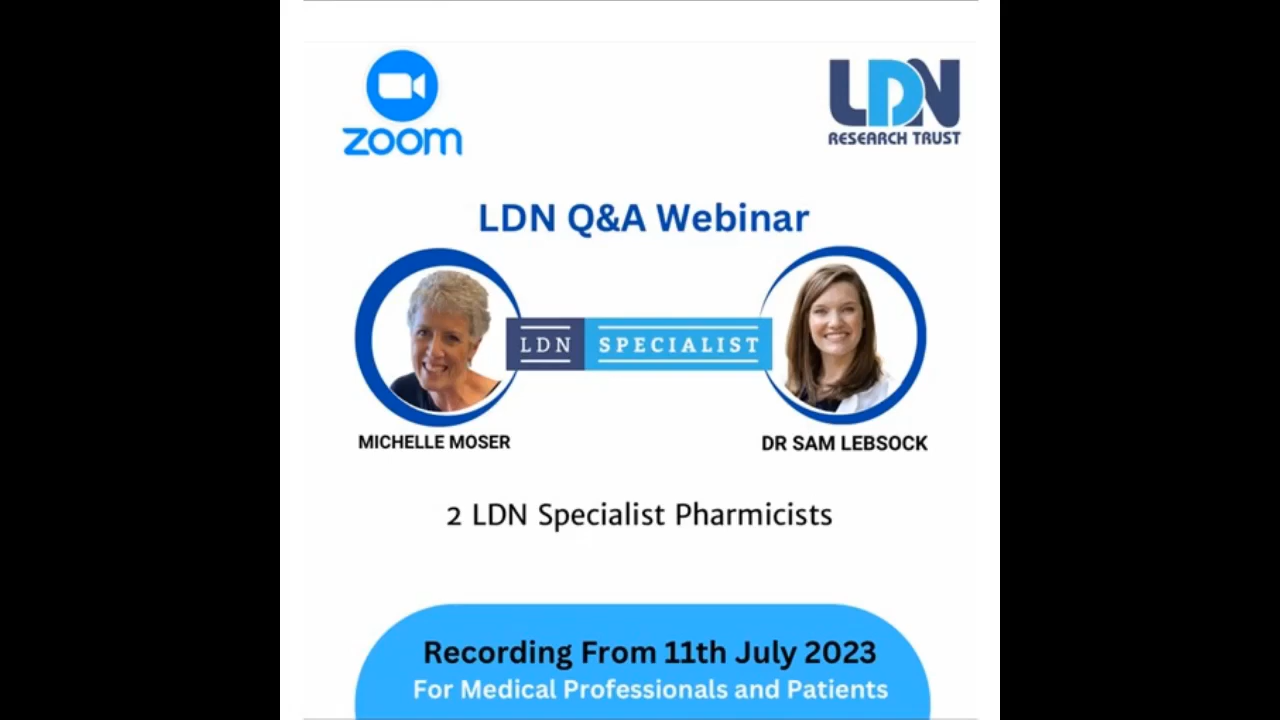 zoom
LDN
RESEARCH TRUST
LDN Q&A Webinar
LDN SPECIALIST
MICHELLE MOSER
DR SAM LEBSOCK
2 LDN Specialist Pharmicists
Recording From 11th July 2023
For Medical Professionals and Patients